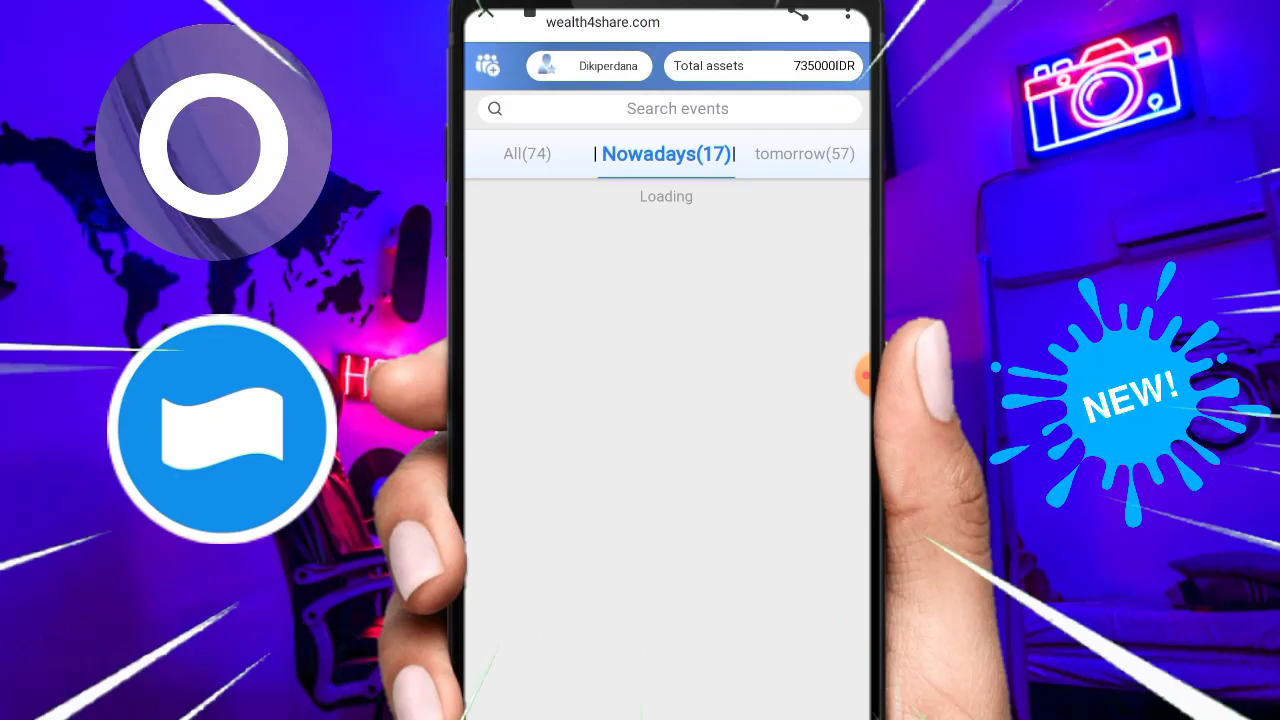 wealth4share.com
Dikiperdana
Total assets 735000IDR
Search events
All(74) | Nowadays(17)| tomorrow(57)
Loading
NEW!